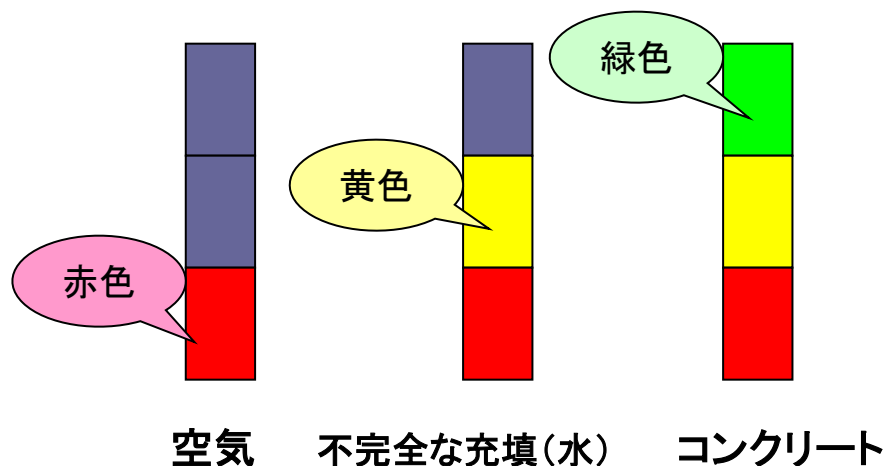 緑色
黄色
赤色
空気
不完全な充填(水)
コンクリート